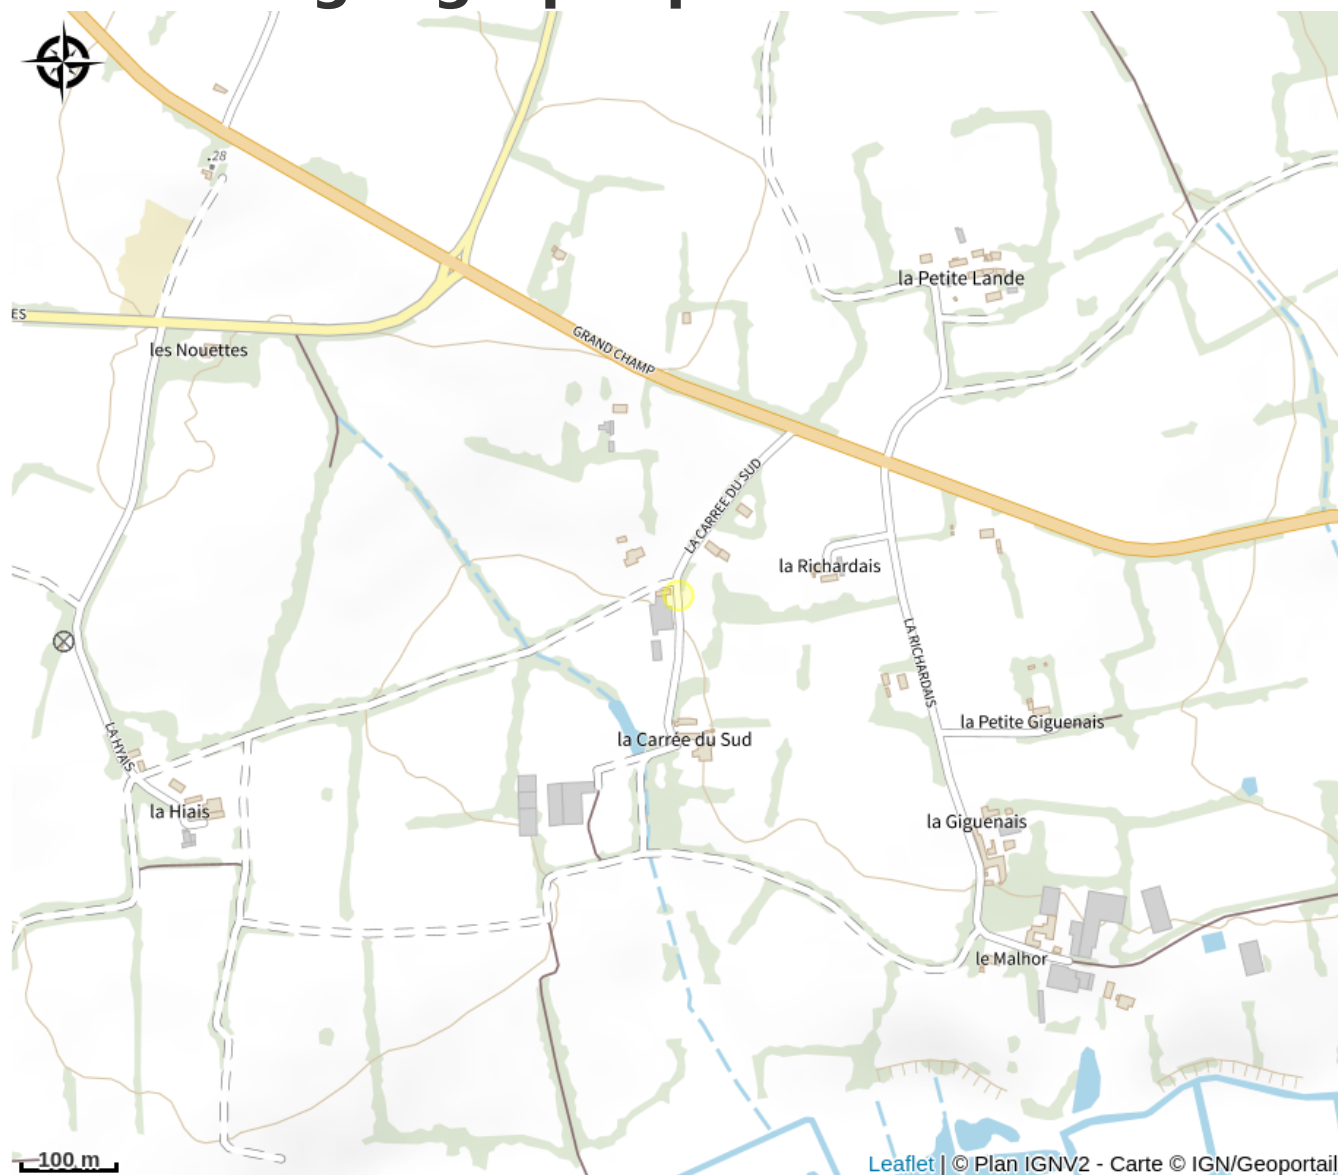 .28
la Petite Lande
ES
GRAND CHAMP
les Nouettes
LA CARREE DU SUD
la Richardais
LA RICHARDAIS
la Petite Giguenais
LA HYAIS
la Carrée du Sud
la Hiais
la Giguenais
le Malhor
100 m
Leaflet | © Plan IGNV2 - Carte © IGN/Geoportail